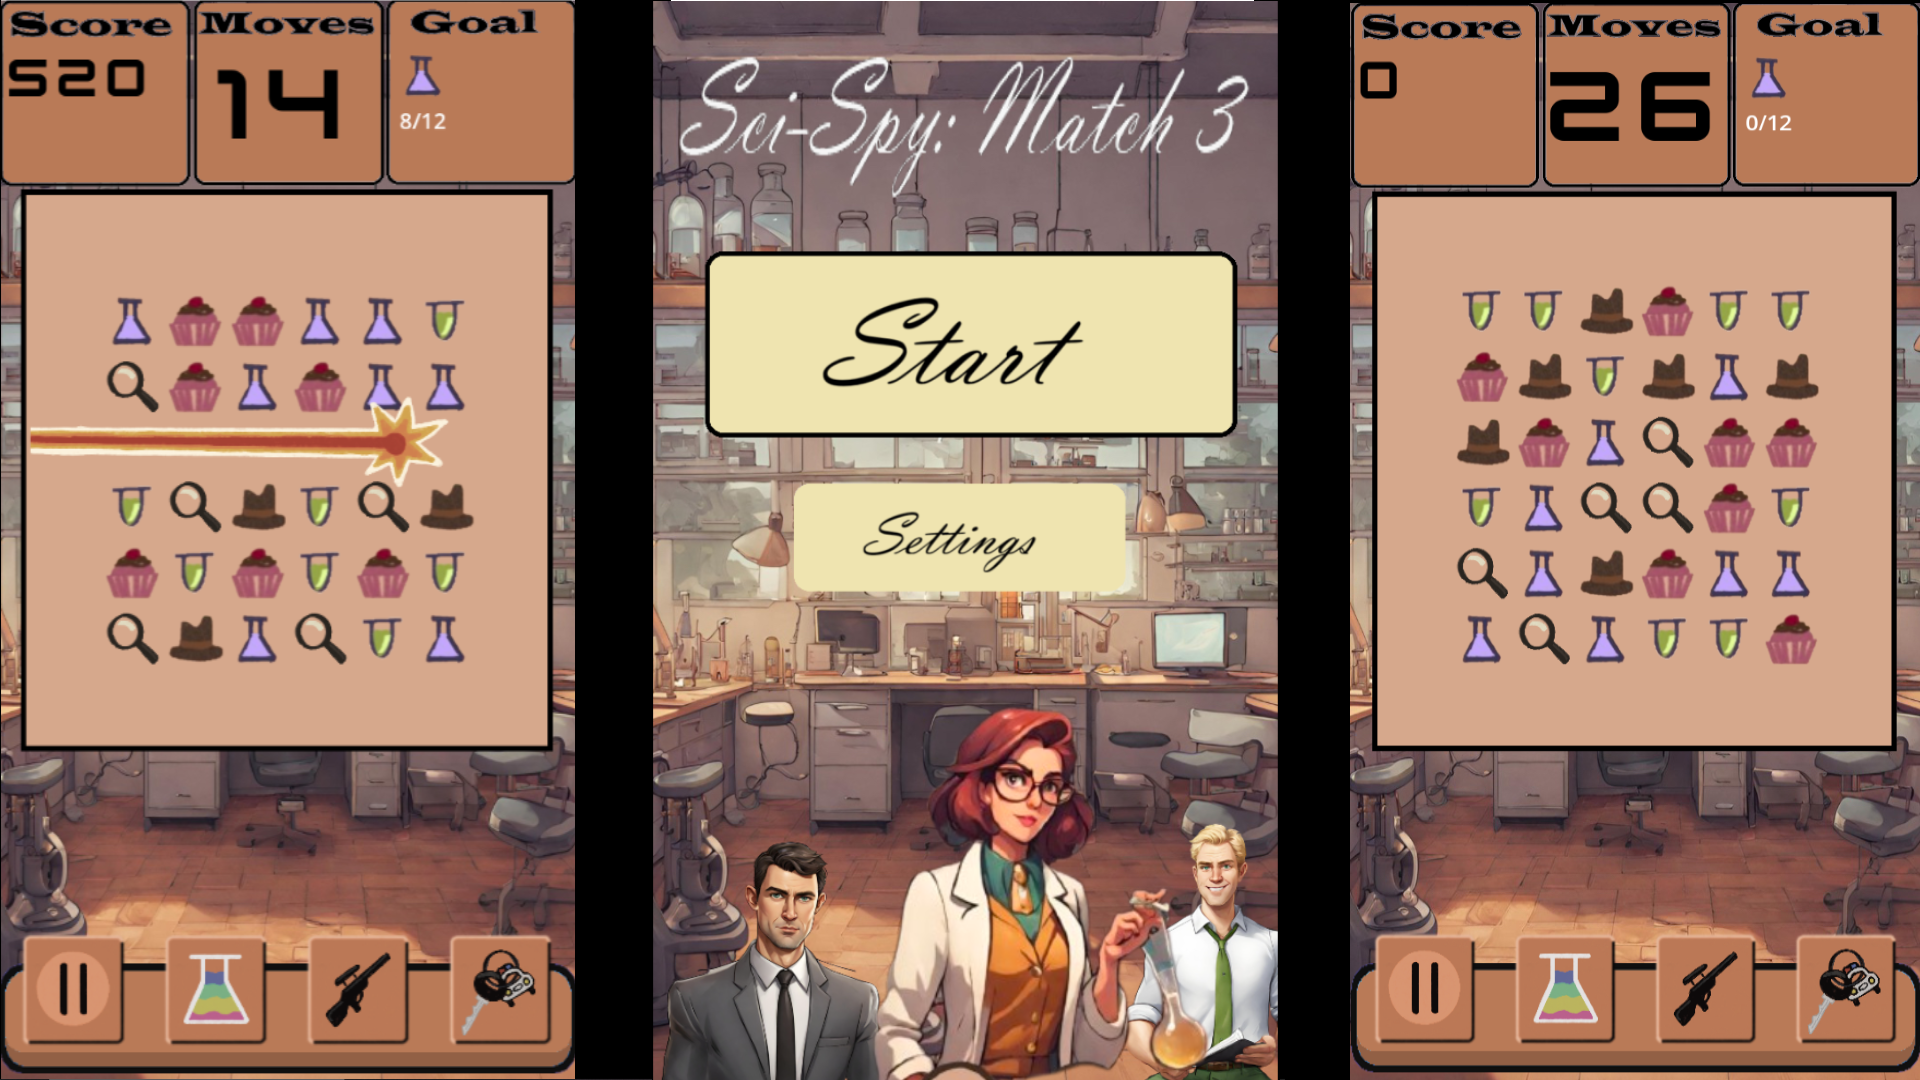 Score
520
Moves
14
Goal
8/12
Sci-Spy: Match 3
Start
Settings
Score
0
Moves
26
Goal
0/12